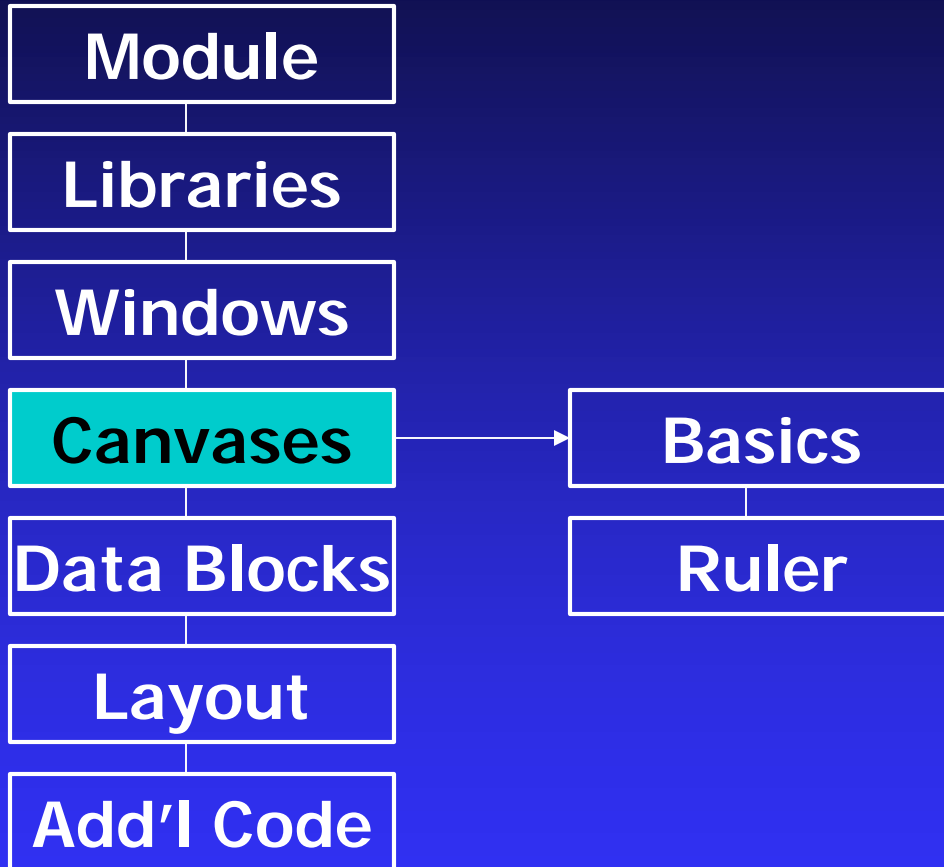 Module
Libraries
Windows
Canvases
Basics
Data Blocks
Ruler
Layout
Add'l Code